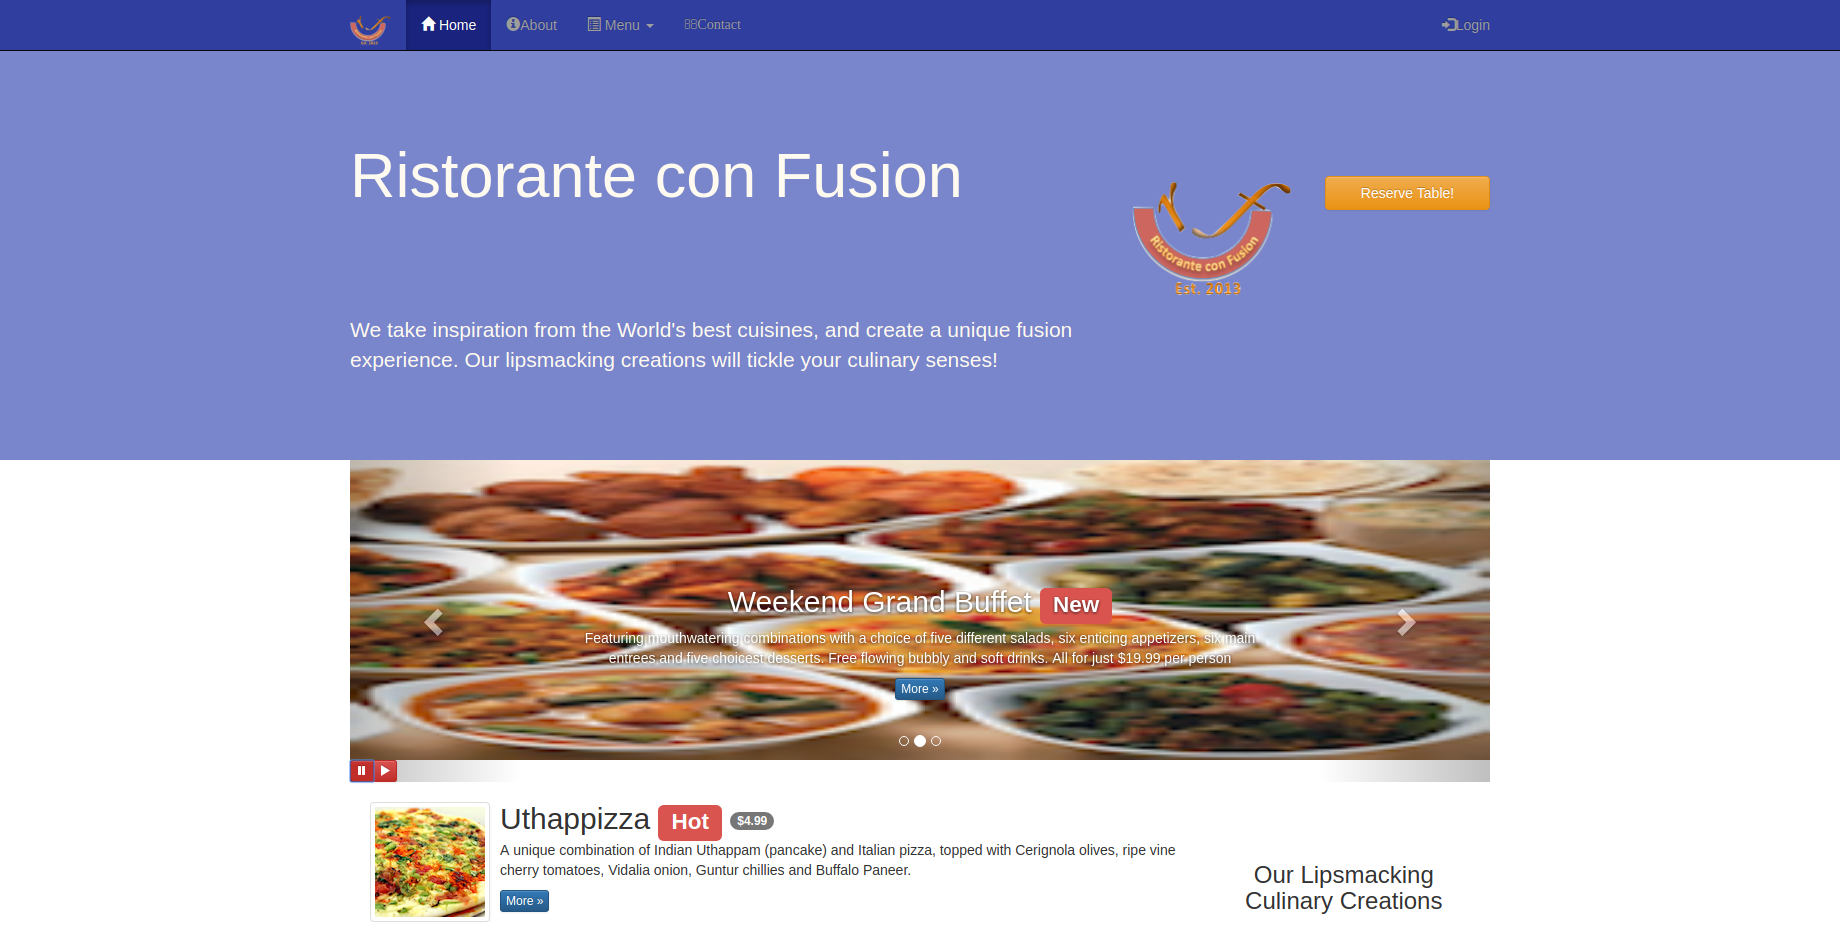 Home
About
Menu
Contact
Login
Ristorante con Fusion
Ristorante con Fusion
Est. 2013
Reserve Table!
We take inspiration from the World's best cuisines, and create a unique fusion
experience. Our lipsmacking creations will tickle your culinary senses!
Weekend Grand Buffet New
Featuring mouthwatering combinations with a choice of five different salads, six enticing appetizers, six main
entrees and five choicest desserts. Free flowing bubbly and soft drinks. All for just $19.99 per person
More »
Uthappizza Hot $4.99
A unique combination of Indian Uthappam (pancake) and Italian pizza, topped with Cerignola olives, ripe vine
cherry tomatoes, Vidalia onion, Guntur chillies and Buffalo Paneer.
More »
Our Lipsmacking
Culinary Creations